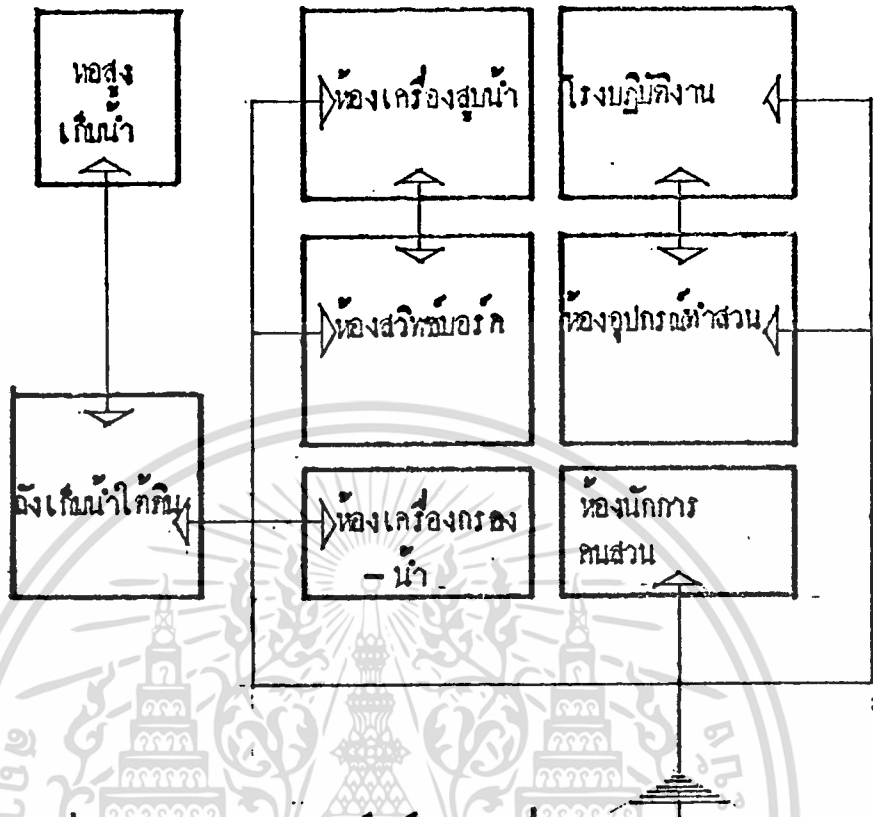 หอสูง
เก็บน้ำ
ห้องเครื่องสูบน้ำ
โรงปฏิบัติงาน
ห้องสวิทช์บอร์ด
ห้องอุปกรณ์ทำสวน
ถังเก็บน้ำใต้ดิน
ห้องเครื่องกรอง
- น้ำ
ห้องนักการ
คนสวน